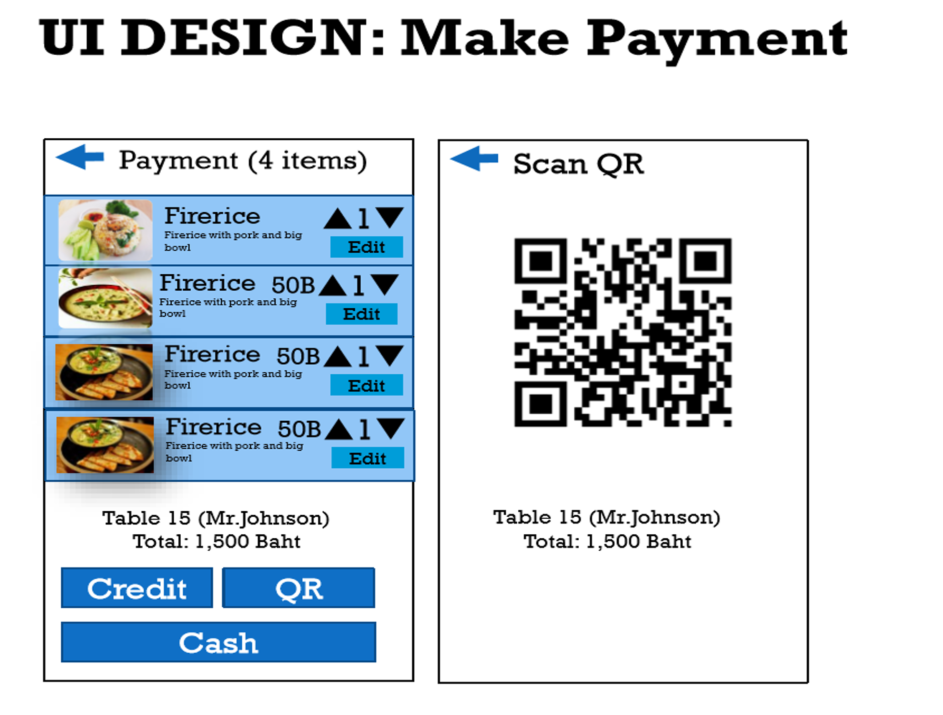 UI DESIGN: Make Payment
Payment (4 items)
Firerice 1
Firerice with pork and big
bowl
Edit
Firerice 50B 1
Firerice with pork and big
bowl
Edit
Firerice 50B 1
Firerice with pork and big
bowl
Edit
Firerice 50B 1
Firerice with pork and big
bowl
Edit
Table 15 (Mr.Johnson)
Total: 1,500 Baht
Credit QR
Cash
Scan QR
Table 15 (Mr.Johnson)
Total: 1,500 Baht